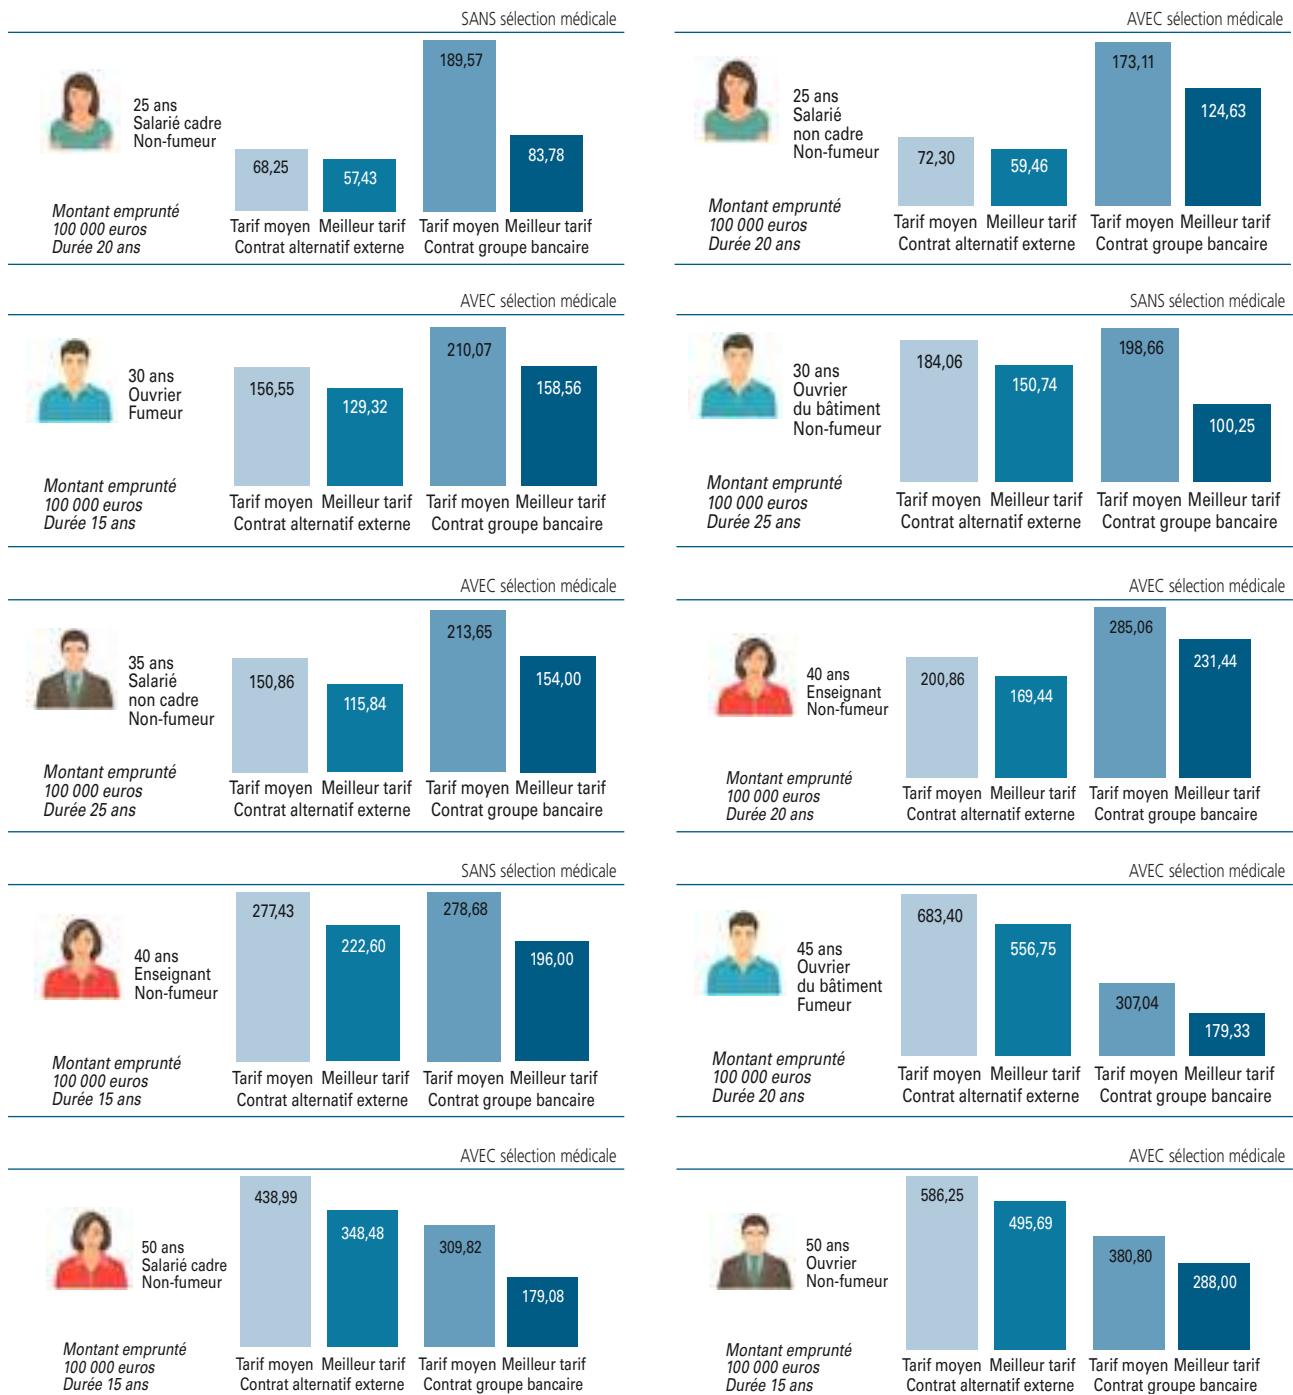 SANS sélection médicale
189,57
83,78
68,25
57,43
25 ans
Salarié cadre
Non-fumeur
Montant emprunté
100 000 euros
Durée 20 ans
Tarif moyen Meilleur tarif
Contrat alternatif externe
Tarif moyen Meilleur tarif
Contrat groupe bancaire
AVEC sélection médicale
173,11
124,63
72,30
59,46
25 ans
Salarié
non cadre
Non-fumeur
Montant emprunté
100 000 euros
Durée 20 ans
Tarif moyen Meilleur tarif
Contrat alternatif externe
Tarif moyen Meilleur tarif
Contrat groupe bancaire
AVEC sélection médicale
210,07
158,56
156,55
129,32
30 ans
Ouvrier
Fumeur
Montant emprunté
100 000 euros
Durée 15 ans
Tarif moyen Meilleur tarif
Contrat alternatif externe
Tarif moyen Meilleur tarif
Contrat groupe bancaire
SANS sélection médicale
184,06
150,74
198,66
100,25
30 ans
Ouvrier
du bâtiment
Non-fumeur
Montant emprunté
100 000 euros
Durée 25 ans
Tarif moyen Meilleur tarif
Contrat alternatif externe
Tarif moyen Meilleur tarif
Contrat groupe bancaire
AVEC sélection médicale
213,65
154,00
150,86
115,84
35 ans
Salarié
non cadre
Non-fumeur
Montant emprunté
100 000 euros
Durée 25 ans
Tarif moyen Meilleur tarif
Contrat alternatif externe
Tarif moyen Meilleur tarif
Contrat groupe bancaire
AVEC sélection médicale
285,06
231,44
200,86
169,44
40 ans
Enseignant
Non-fumeur
Montant emprunté
100 000 euros
Durée 20 ans
Tarif moyen Meilleur tarif
Contrat alternatif externe
Tarif moyen Meilleur tarif
Contrat groupe bancaire
SANS sélection médicale
277,43
222,60
278,68
196,00
40 ans
Enseignant
Non-fumeur
Montant emprunté
100 000 euros
Durée 15 ans
Tarif moyen Meilleur tarif
Contrat alternatif externe
Tarif moyen Meilleur tarif
Contrat groupe bancaire
AVEC sélection médicale
683,40
556,75
307,04
179,33
45 ans
Ouvrier
du bâtiment
Fumeur
Montant emprunté
100 000 euros
Durée 20 ans
Tarif moyen Meilleur tarif
Contrat alternatif externe
Tarif moyen Meilleur tarif
Contrat groupe bancaire
AVEC sélection médicale
438,99
348,48
309,82
179,08
50 ans
Salarié cadre
Non-fumeur
Montant emprunté
100 000 euros
Durée 15 ans
Tarif moyen Meilleur tarif
Contrat alternatif externe
Tarif moyen Meilleur tarif
Contrat groupe bancaire
AVEC sélection médicale
586,25
495,69
380,80
288,00
50 ans
Ouvrier
Non-fumeur
Montant emprunté
100 000 euros
Durée 15 ans
Tarif moyen Meilleur tarif
Contrat alternatif externe
Tarif moyen Meilleur tarif
Contrat groupe bancaire